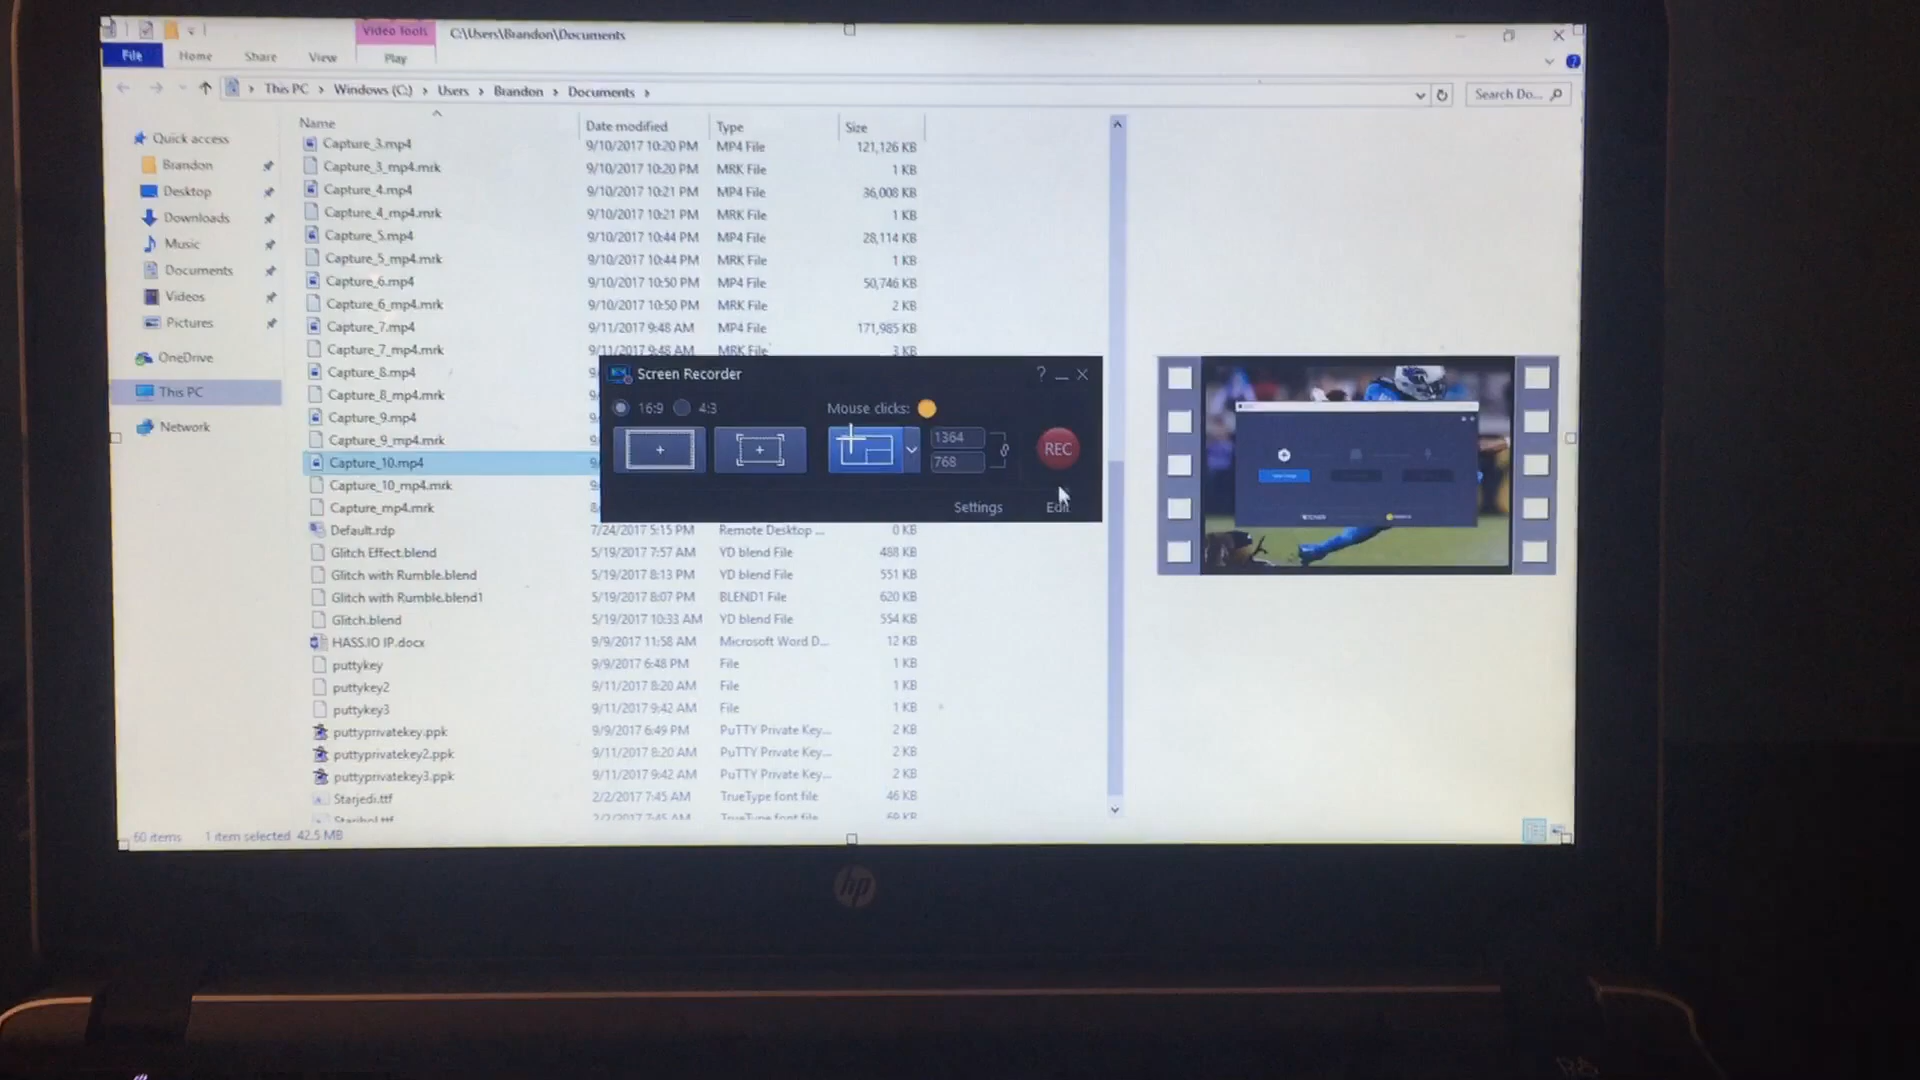 Video Tools C:\Users\Brandon\Documents
File Home Share View Play
This PC Windows (C:) Users Brandon Documents
Search Do...
Name Date modified Type Size
Quick access
Brandon
Desktop
Downloads
Music
Documents
Videos
Pictures
OneDrive
This PC
Network
Capture_3.mp4 9/10/2017 10:20 PM MP4 File 121,126 KB
Capture_3_mp4.mrk 9/10/2017 10:20 PM MRK File 1 KB
Capture_4.mp4 9/10/2017 10:21 PM MP4 File 36,008 KB
Capture_4_mp4.mrk 9/10/2017 10:21 PM MRK File 1 KB
Capture_5.mp4 9/10/2017 10:44 PM MP4 File 28,114 KB
Capture_5_mp4.mrk 9/10/2017 10:44 PM MRK File 1 KB
Capture_6.mp4 9/10/2017 10:50 PM MP4 File 50,746 KB
Capture_6_mp4.mrk 9/10/2017 10:50 PM MRK File 2 KB
Capture_7.mp4 9/11/2017 9:48 AM MP4 File 171,985 KB
Capture_7_mp4.mrk 9/11/2017 9:48 AM MRK File 3 KB
Capture_8.mp4
Capture_8_mp4.mrk
Capture_9.mp4
Capture_9_mp4.mrk
Capture_10.mp4
Capture_10_mp4.mrk
Capture_mp4.mrk
Default.rdp 7/24/2017 5:15 PM Remote Desktop ... 0 KB
Glitch Effect.blend 5/19/2017 7:57 AM YD blend File 488 KB
Glitch with Rumble.blend 5/19/2017 8:13 PM YD blend File 551 KB
Glitch with Rumble.blend1 5/19/2017 8:07 PM BLEND1 File 620 KB
Glitch.blend 5/19/2017 10:33 AM YD blend File 554 KB
HASS.IO IP.docx 9/9/2017 11:58 AM Microsoft Word D... 12 KB
puttykey 9/9/2017 6:48 PM File 1 KB
puttykey2 9/11/2017 8:20 AM File 1 KB
puttykey3 9/11/2017 9:42 AM File 1 KB
puttyprivatekey.ppk 9/9/2017 6:49 PM PuTTY Private Key... 2 KB
puttyprivatekey2.ppk 9/11/2017 8:20 AM PuTTY Private Key... 2 KB
puttyprivatekey3.ppk 9/11/2017 9:42 AM PuTTY Private Key... 2 KB
Starjedi.ttf 2/2/2017 7:45 AM TrueType font file 46 KB
2/2/2017 7:45 AM TrueType font file
60 items 1 item selected 42.5 MB
Screen Recorder ?
16:9 4:3 Mouse clicks:
1364
768
REC
Settings Edit
hp